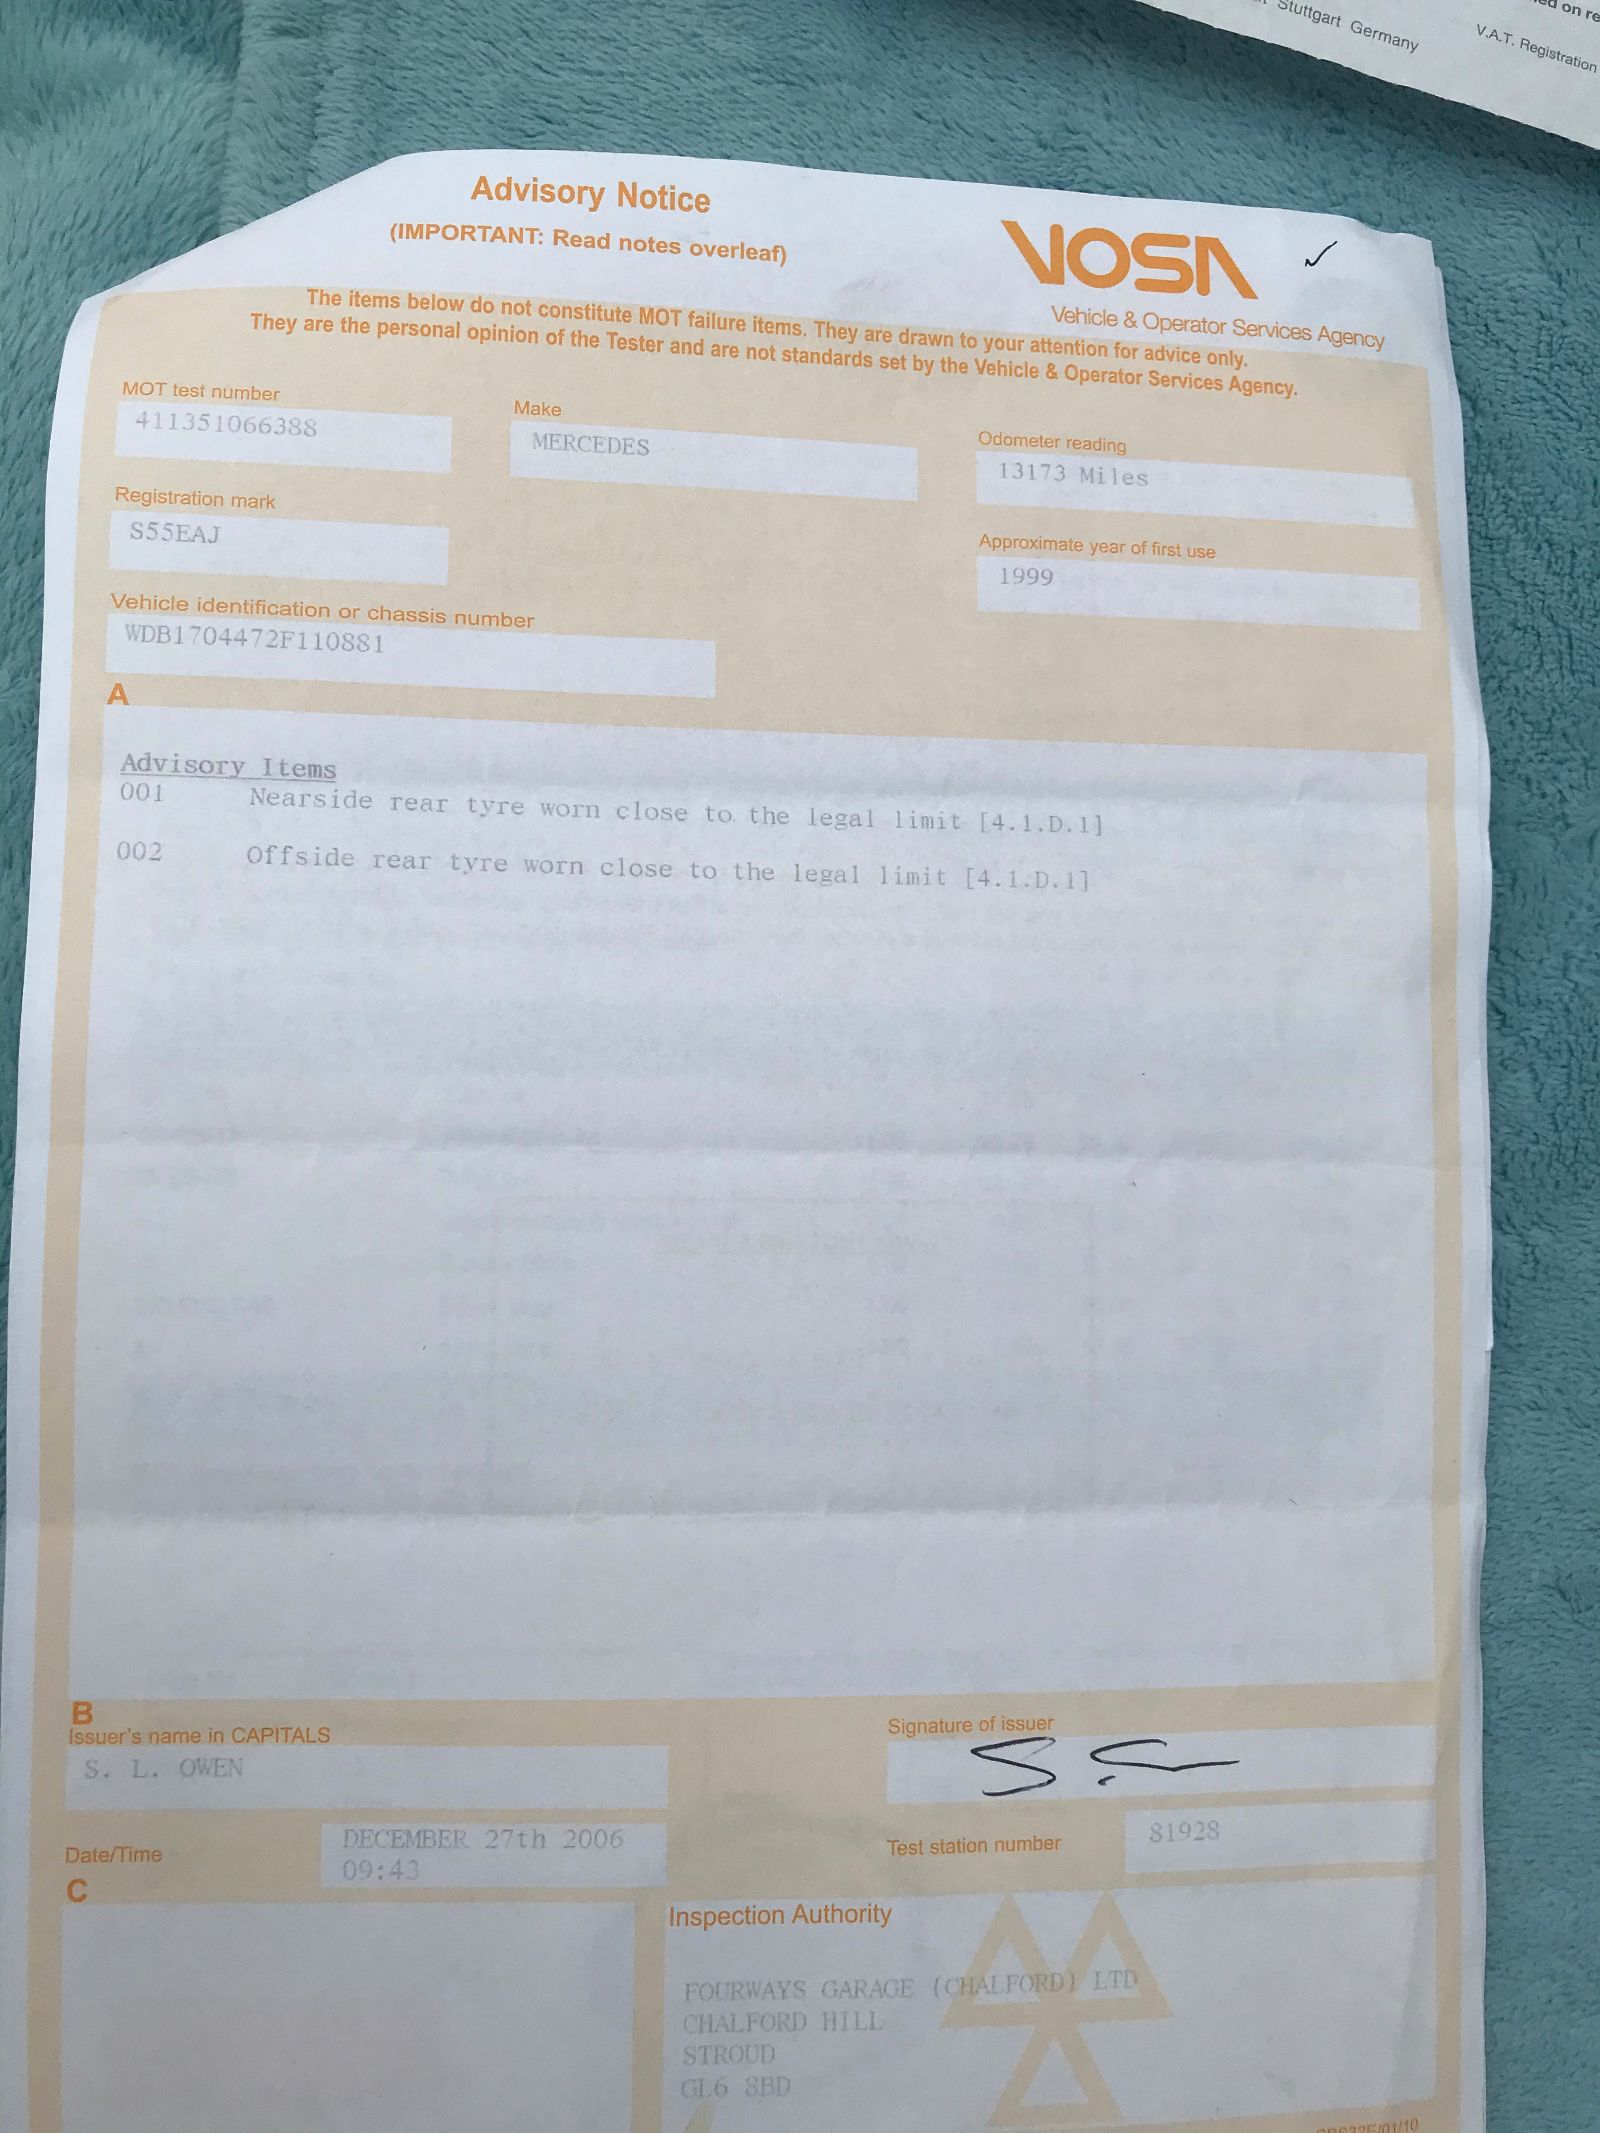 Stuttgart Germany
V.A.T. Registration
Advisory Notice
(IMPORTANT: Read notes overleaf)
VOSA
Vehicle & Operator Services Agency
The items below do not constitute MOT failure items. They are drawn to your attention for advice only.
They are the personal opinion of the Tester and are not standards set by the Vehicle & Operator Services Agency.
MOT test number
411351066388
Make
MERCEDES
Odometer reading
13173 Miles
Registration mark
S55EAJ
Approximate year of first use
1999
Vehicle identification or chassis number
WDB1704472F110881
A
Advisory Items
001 Nearside rear tyre worn close to the legal limit [4.1.D.1]
002 Offside rear tyre worn close to the legal limit [4.1.D.1]
B
Issuer's name in CAPITALS
S. L. OWEN
Signature of issuer
Date/Time
DECEMBER 27th 2006
09:43
Test station number
81928
C
Inspection Authority
FOURWAYS GARAGE (CHALFORD) LTD
CHALFORD HILL
STROUD
GL6 8BD